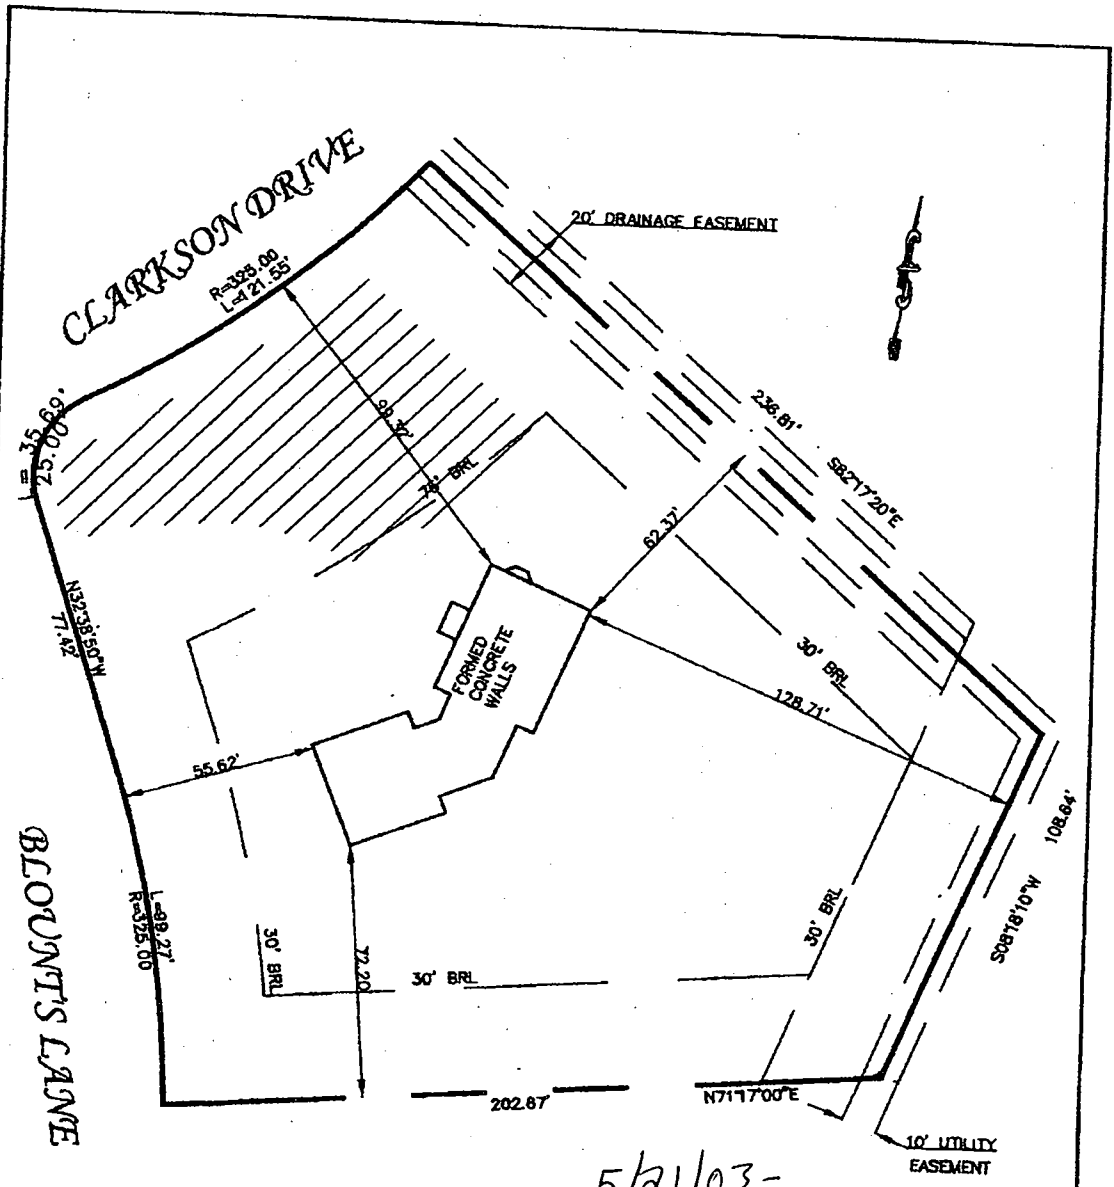 CLARKSON DRIVE
R=325.00
L=121.55'
20' DRAINAGE EASEMENT
L = 35.69'
25.00'
99.37'
75' BRL
236.81'
S82°17'20"E
62.37'
N32°38'50"W
77.42'
FORMED
CONCRETE
WALLS
30' BRL
128.71'
55.62'
108.64'
S08°18'10"W
BLOUNT'S LANE
L=99.27'
R=325.00
30' BRL
72.20
30' BRL
30' BRL
202.87'
N71°17'00"E
10' UTILITY
EASEMENT
5/21/03-